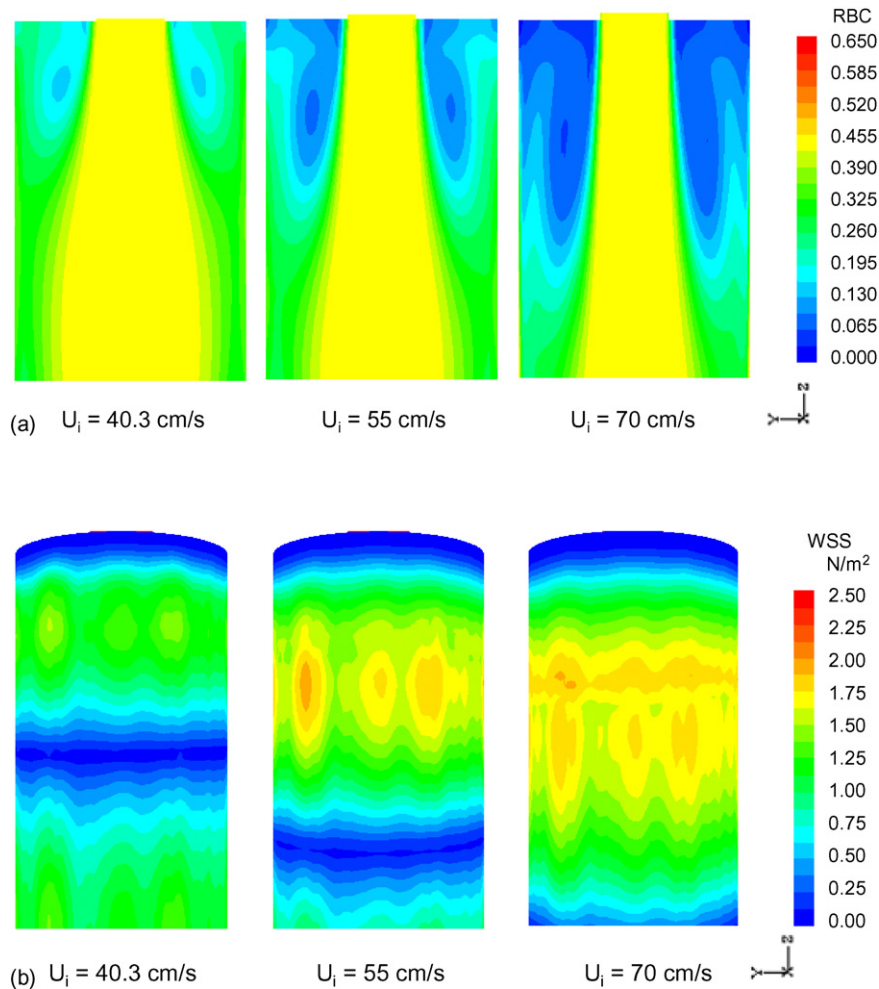 RBC
0.650
0.585
0.520
0.455
0.390
0.325
0.260
0.195
0.130
0.065
0.000
Z
Y X
(a) Uᵢ = 40.3 cm/s Uᵢ = 55 cm/s Uᵢ = 70 cm/s
WSS
N/m²
2.50
2.25
2.00
1.75
1.50
1.25
1.00
0.75
0.50
0.25
0.00
Z
Y X
(b) Uᵢ = 40.3 cm/s Uᵢ = 55 cm/s Uᵢ = 70 cm/s